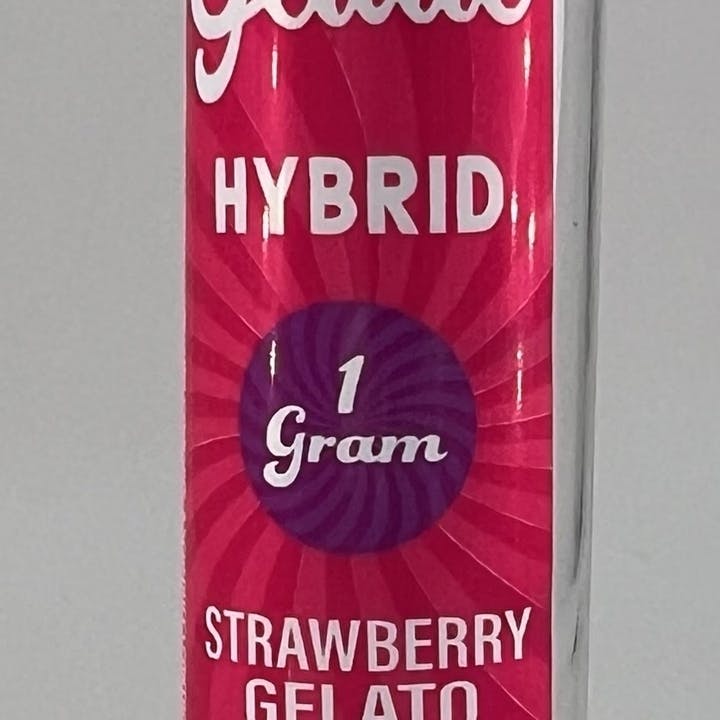 HYBRID
1
Gram
STRAWBERRY
GELATO